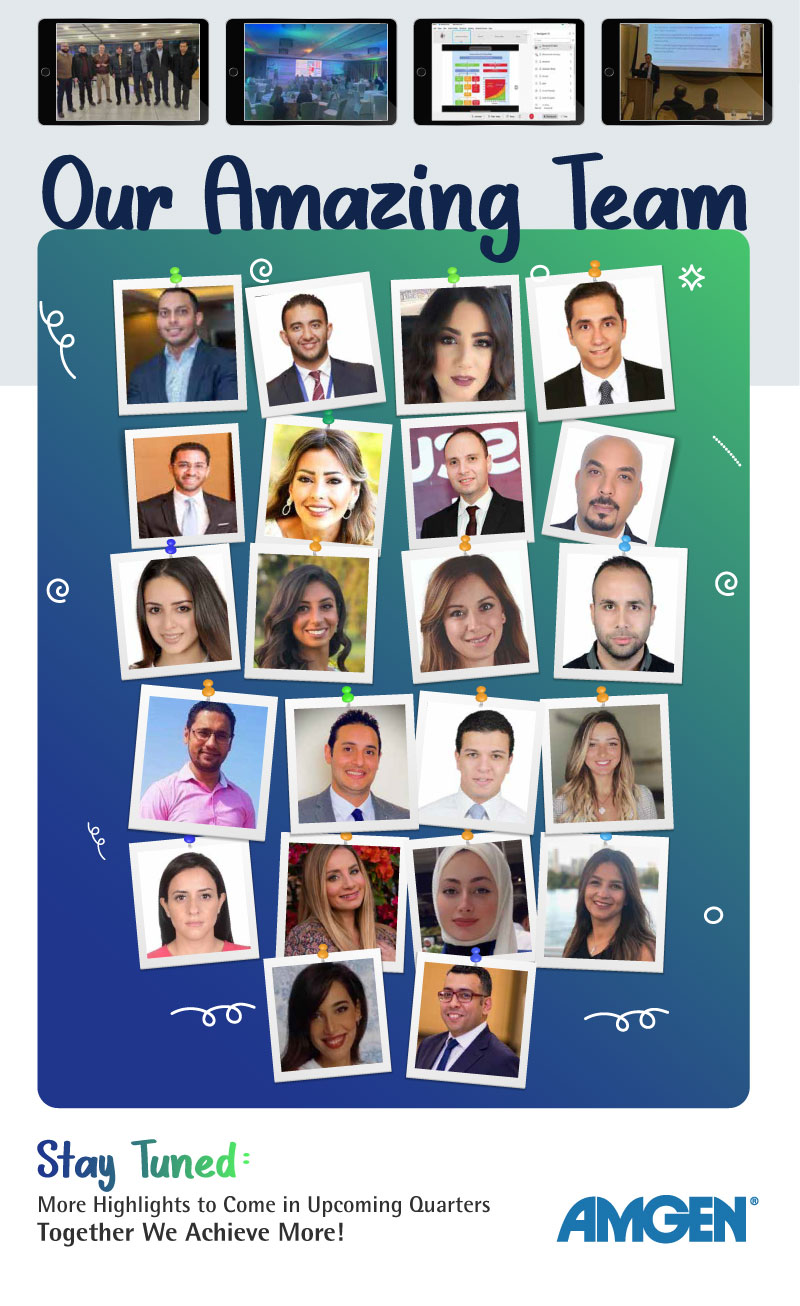 Our Amazing Team
Stay Tuned:
More Highlights to Come in Upcoming Quarters
Together We Achieve More!
AMGEN®